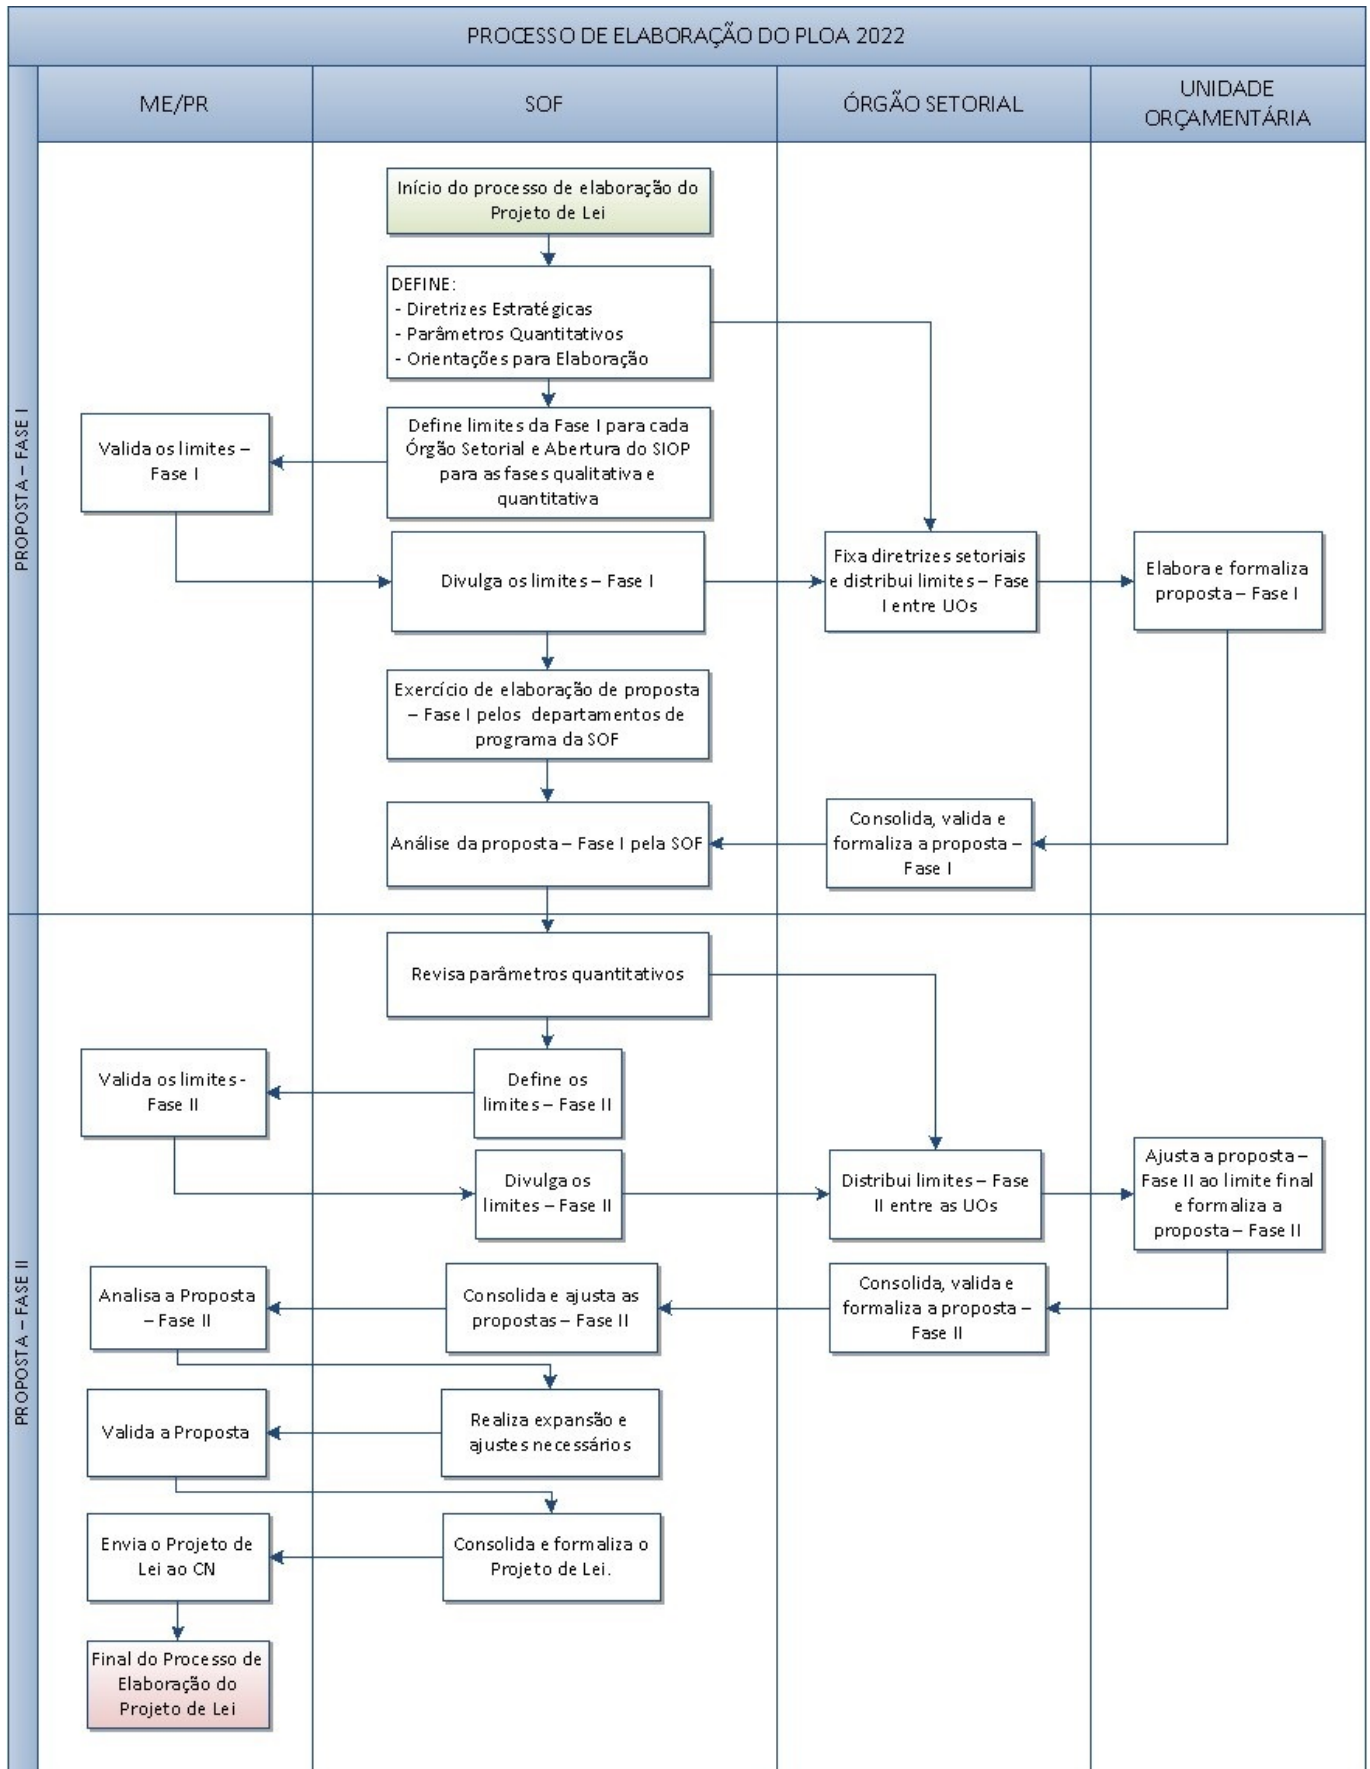 PROCESSO DE ELABORAÇÃO DO PLOA 2022
ME/PR
SOF
ÓRGÃO SETORIAL
UNIDADE
ORÇAMENTÁRIA
PROPOSTA – FASE I
Início do processo de elaboração do
Projeto de Lei
DEFINE:
- Diretrizes Estratégicas
- Parâmetros Quantitativos
- Orientações para Elaboração
Valida os limites –
Fase I
Define limites da Fase I para cada
Órgão Setorial e Abertura do SIOP
para as fases qualitativa e
quantitativa
Divulga os limites – Fase I
Fixa diretrizes setoriais
e distribui limites – Fase
I entre UOs
Elabora e formaliza
proposta – Fase I
Exercício de elaboração de proposta
– Fase I pelos departamentos de
programa da SOF
Análise da proposta – Fase I pela SOF
Consolida, valida e
formaliza a proposta –
Fase I
PROPOSTA – FASE II
Revisa parâmetros quantitativos
Valida os limites-
Fase II
Define os
limites – Fase II
Divulga os
limites – Fase II
Distribui limites – Fase
II entre as UOs
Ajusta a proposta –
Fase II ao limite final
e formaliza a
proposta – Fase II
Analisa a Proposta
– Fase II
Consolida e ajusta as
propostas – Fase II
Consolida, valida e
formaliza a proposta –
Fase II
Valida a Proposta
Realiza expansão e
ajustes necessários
Envia o Projeto de
Lei ao CN
Consolida e formaliza o
Projeto de Lei.
Final do Processo de
Elaboração do
Projeto de Lei